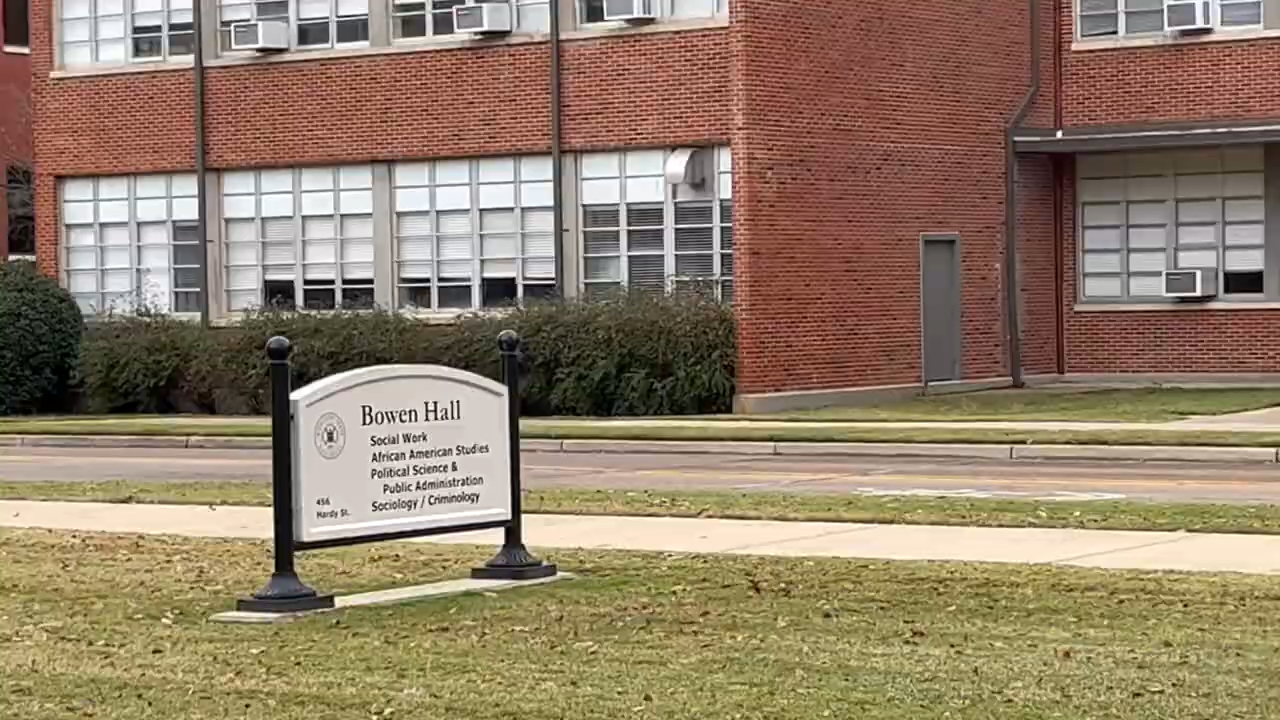 Bowen Hall
Social Work
African American Studies
Political Science &
Public Administration
Sociology / Criminology
456
Hardy St.